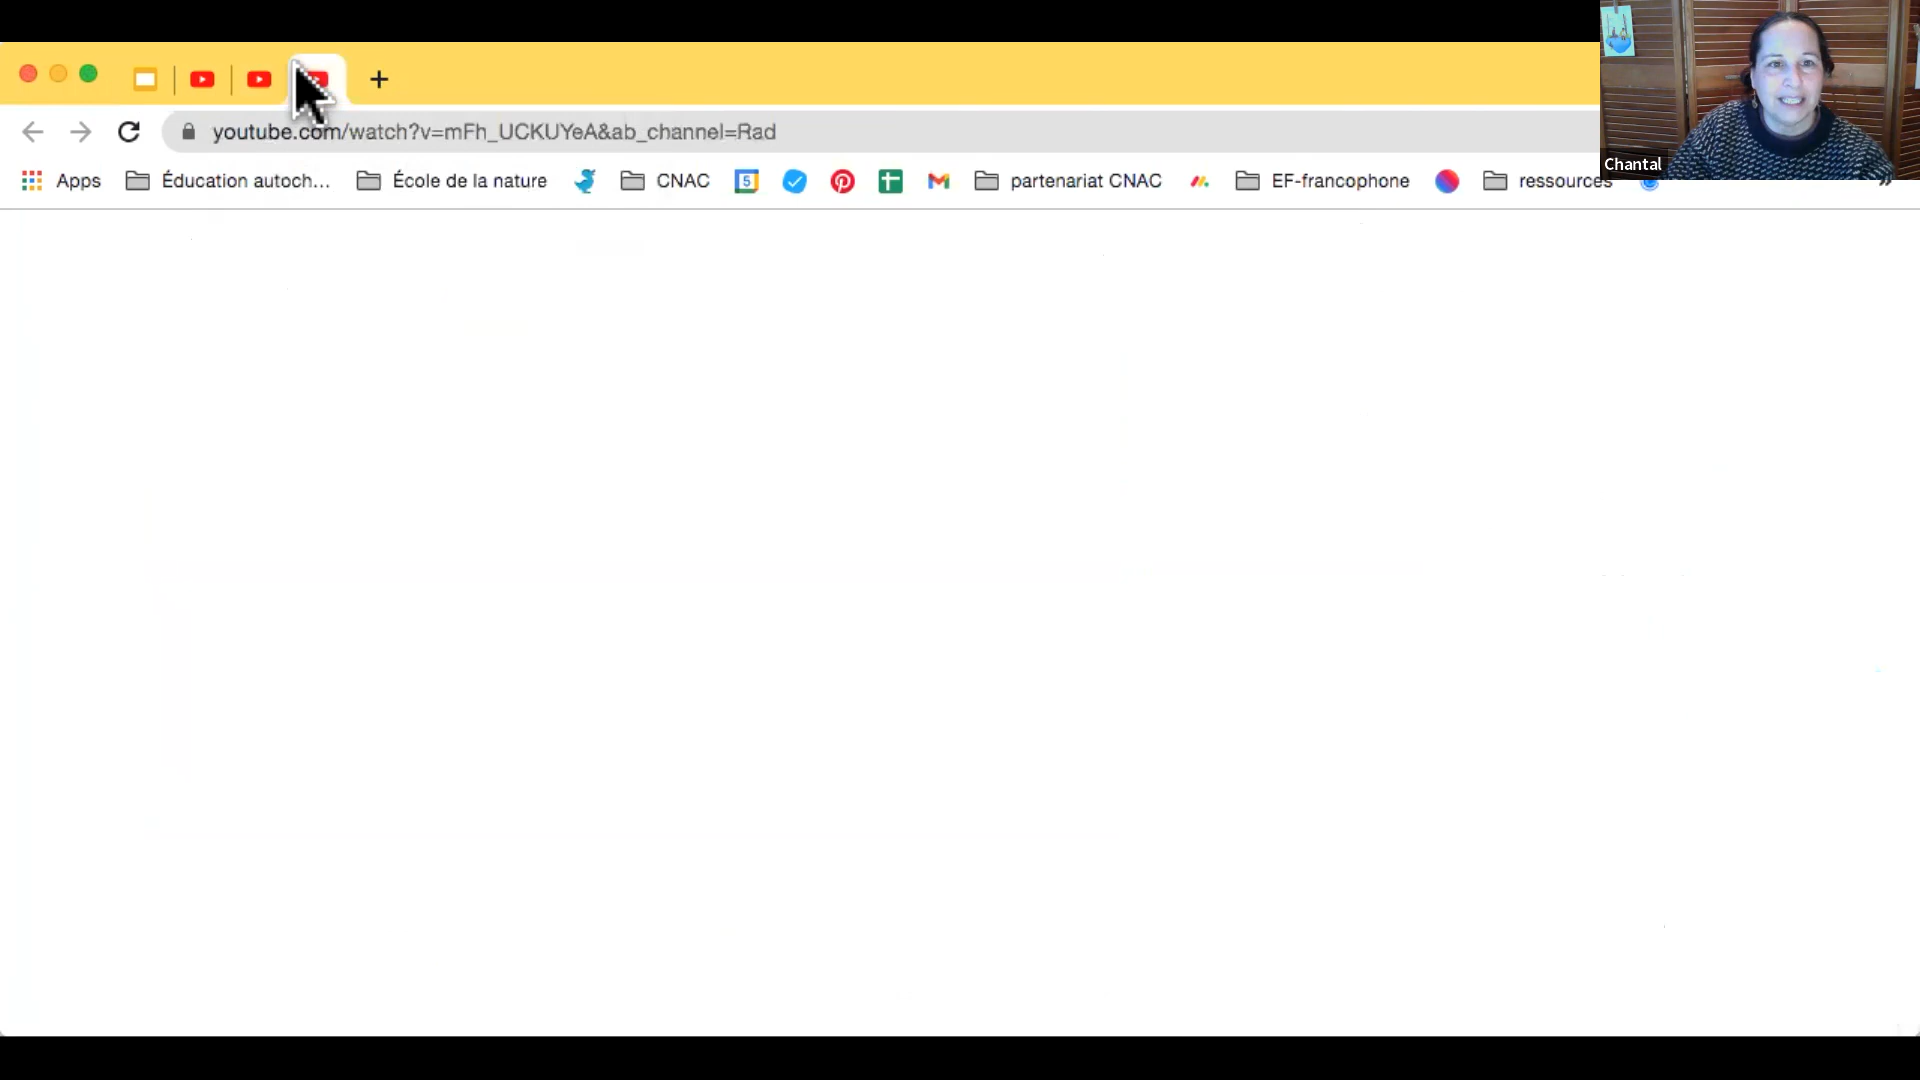 youtube.com/watch?v=mFh_UCKUYeA&ab_channel=Rad
Apps Éducation autoch... École de la nature CNAC 5 partenariat CNAC EF-francophone ressources »
Chantal